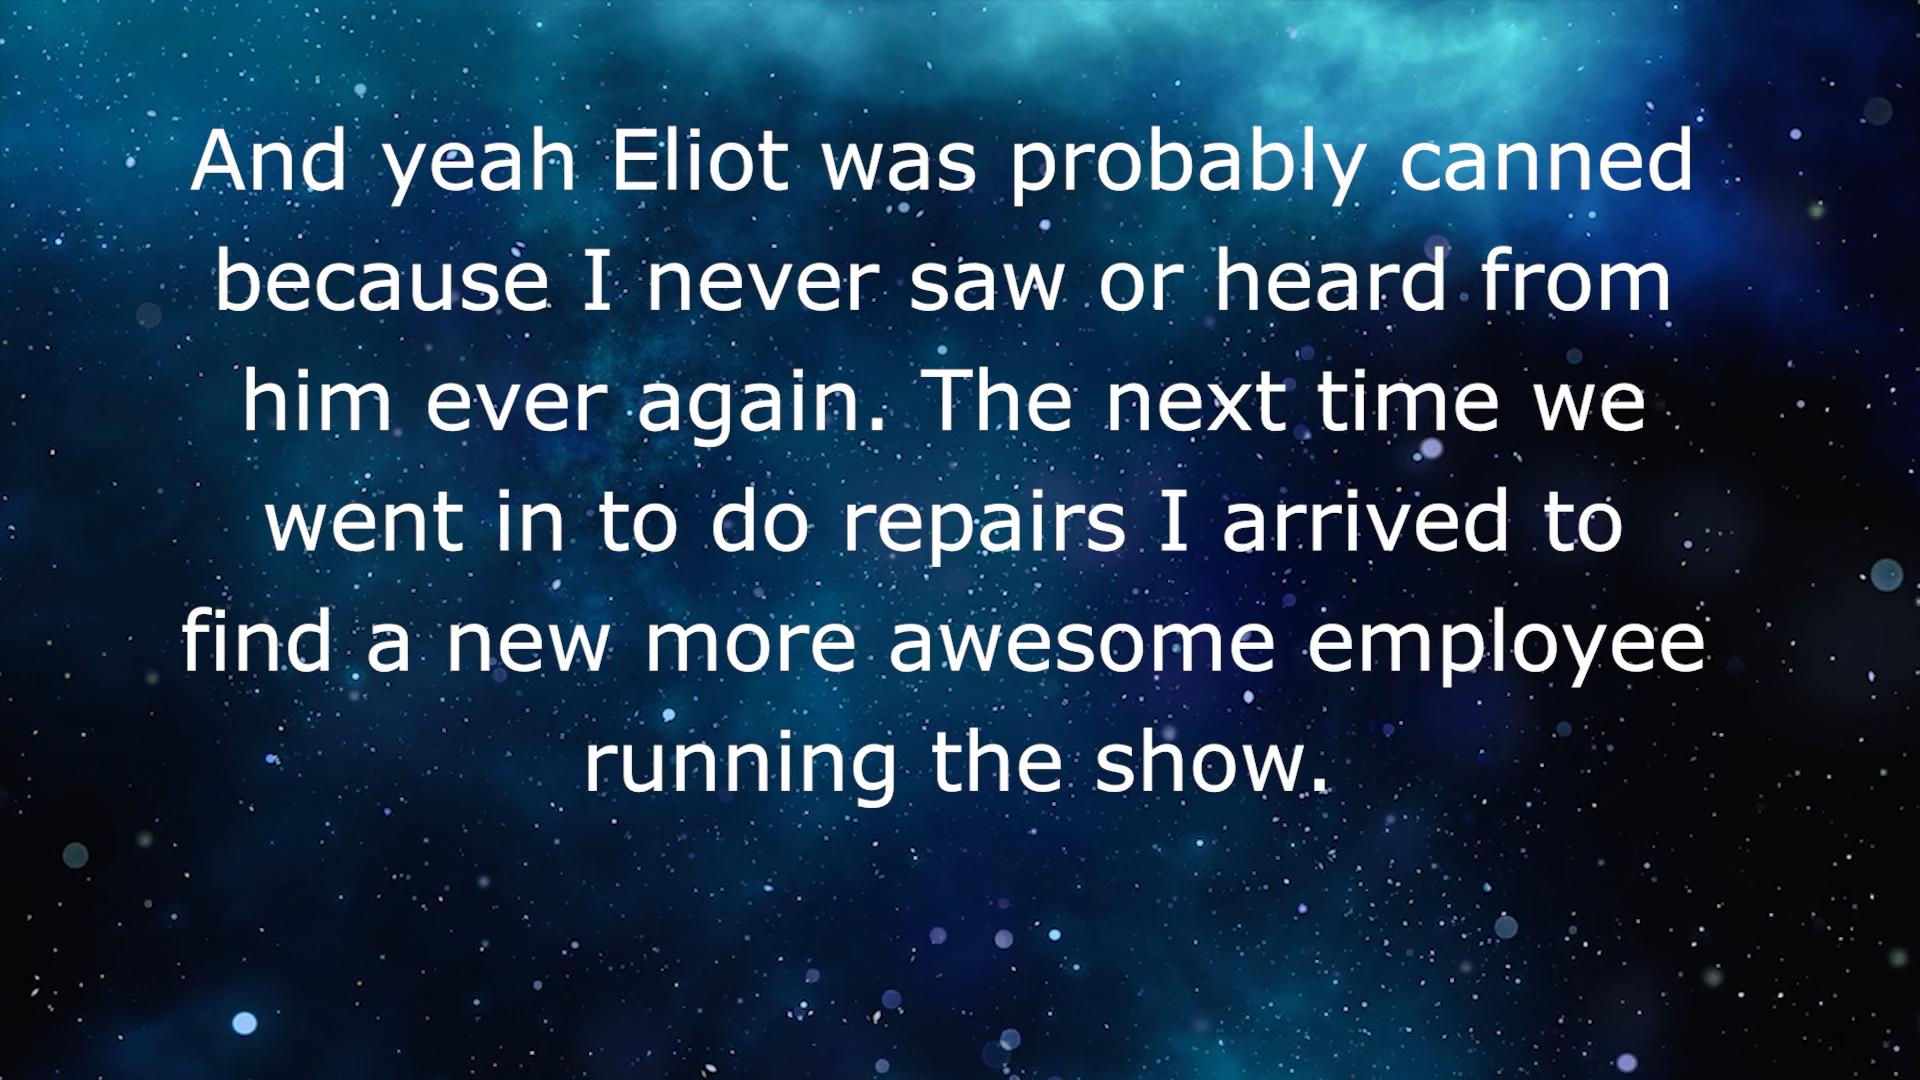 And yeah Eliot was probably canned
because I never saw or heard from
him ever again. The next time we
went in to do repairs I arrived to
find a new more awesome employee
running the show.